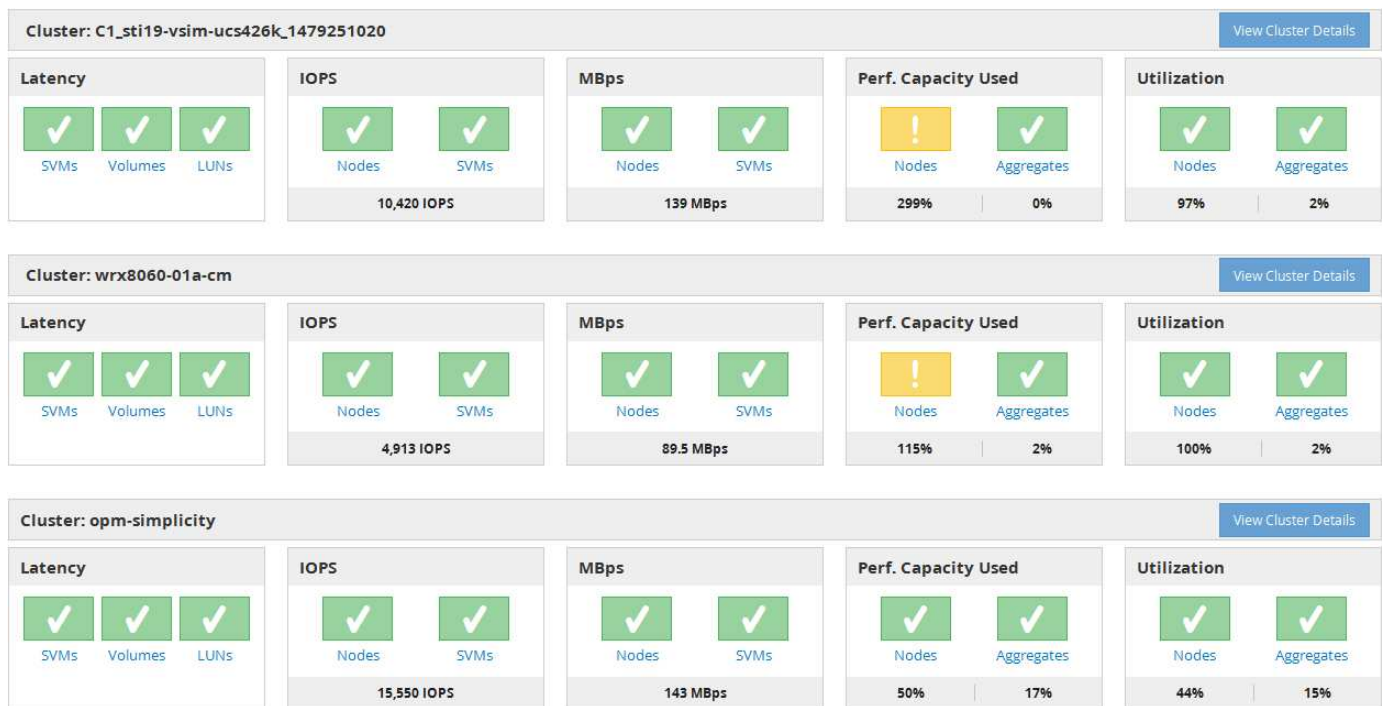 Cluster: C1_sti19-vsim-ucs426k_1479251020 View Cluster Details
Latency IOPS MBps Perf. Capacity Used Utilization
SVMs Volumes LUNs Nodes SVMs Nodes SVMs Nodes Aggregates Nodes Aggregates
10,420 IOPS 139 MBps 299% 0% 97% 2%
Cluster: wrx8060-01a-cm View Cluster Details
Latency IOPS MBps Perf. Capacity Used Utilization
SVMs Volumes LUNs Nodes SVMs Nodes SVMs Nodes Aggregates Nodes Aggregates
4,913 IOPS 89.5 MBps 115% 2% 100% 2%
Cluster: opm-simplicity View Cluster Details
Latency IOPS MBps Perf. Capacity Used Utilization
SVMs Volumes LUNs Nodes SVMs Nodes SVMs Nodes Aggregates Nodes Aggregates
15,550 IOPS 143 MBps 50% 17% 44% 15%